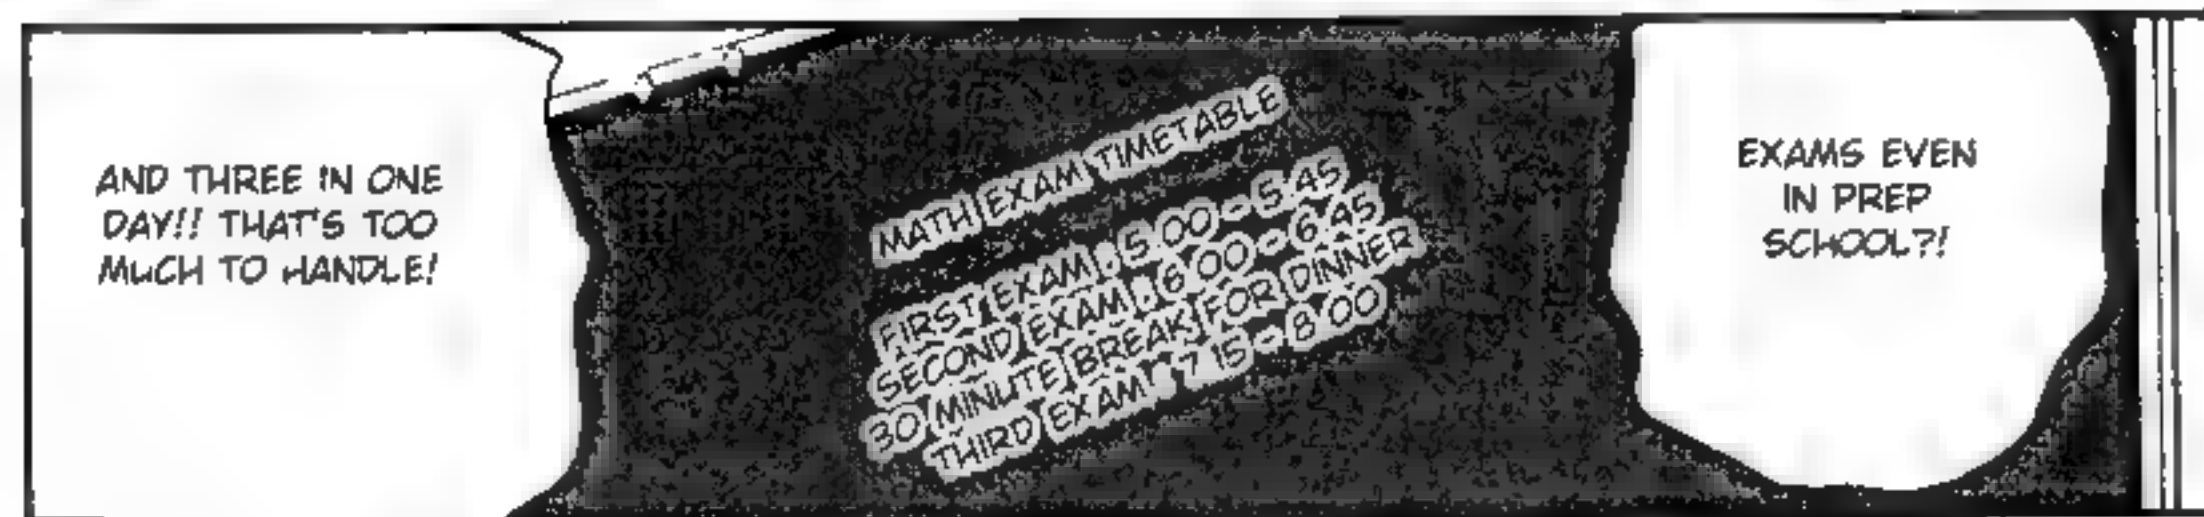 EXAMS EVEN
IN PREP
SCHOOL?!
MATH EXAM TIMETABLE
FIRST EXAM : 5:00 - 5:45
SECOND EXAM : 6:00 - 6:45
30 MINUTE BREAK FOR DINNER
THIRD EXAM : 7:15 - 8:00
AND THREE IN ONE
DAY!! THAT'S TOO
MUCH TO HANDLE!